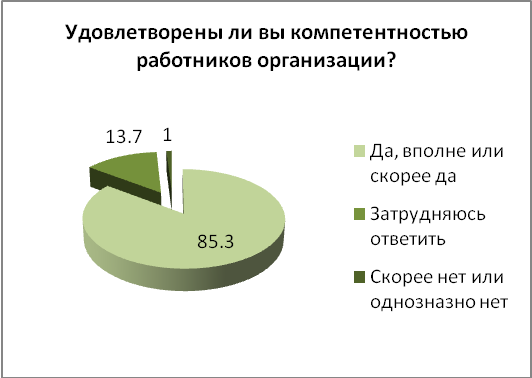 Удовлетворены ли вы компетентностью
работников организации?
13.7
1
85.3
Да, вполне или
скорее да
Затрудняюсь
ответить
Скорее нет или
однозназно нет